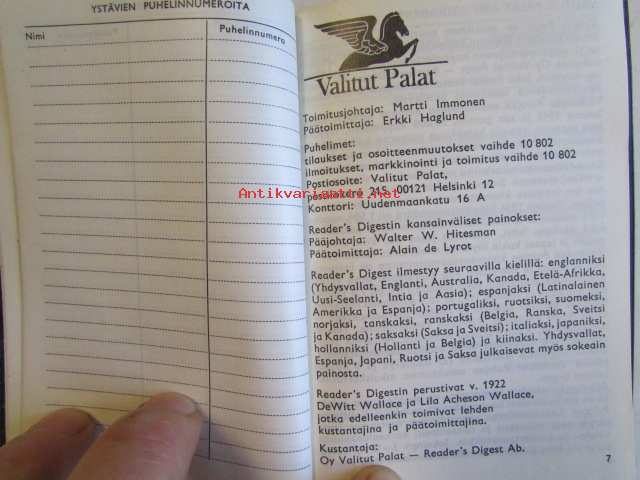 YSTÄVIEN PUHELINNUMEROITA
Nimi Puhelinnumero
Valitut Palat
Toimitusjohtaja: Martti Immonen
Päätoimittaja: Erkki Haglund
Puhelimet:
tilaukset ja osoitteenmuutokset vaihde 10 802
ilmoitukset, markkinointi ja toimitus vaihde 10 802
Postiosoite: Valitut Palat,
215, 00121 Helsinki 12
Antikvariaatti.net
Konttori: Uudenmaankatu 16 A
Reader's Digestin kansainväliset painokset:
Pääjohtaja: Walter W. Hitesman
Päätoimittaja: Alain de Lyrot
Reader's Digest ilmestyy seuraavilla kielillä: englanniksi
(Yhdysvallat, Englanti, Australia, Kanada, Etelä-Afrikka,
Uusi-Seelanti, Intia ja Aasia); espanjaksi (Latinalainen
Amerikka ja Espanja); portugaliksi, ruotsiksi, suomeksi,
norjaksi, tanskaksi, ranskaksi (Belgia, Ranska, Sveitsi
ja Kanada); saksaksi (Saksa ja Sveitsi); italiaksi, japaniksi,
hollanniksi (Hollanti ja Belgia) ja kiinaksi. Yhdysvallat,
Espanja, Japani, Ruotsi ja Saksa julkaisevat myös sokeain
painosta.
Reader's Digestin perustivat v. 1922
DeWitt Wallace ja Lila Acheson Wallace,
jotka edelleenkin toimivat lehden
kustantajina ja päätoimittajina.
Kustantaja:
Oy Valitut Palat — Reader's Digest Ab.
7